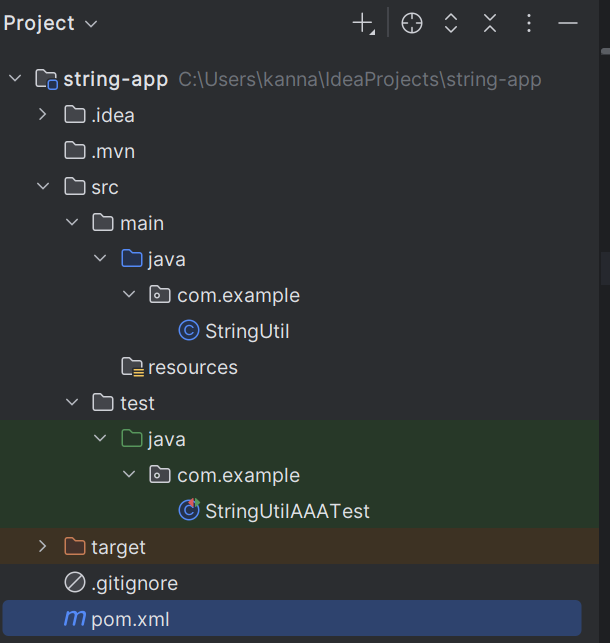 Project
string-app C:\Users\kanna\IdeaProjects\string-app
.idea
.mvn
src
main
java
com.example
StringUtil
resources
test
java
com.example
StringUtilAAATest
target
.gitignore
pom.xml